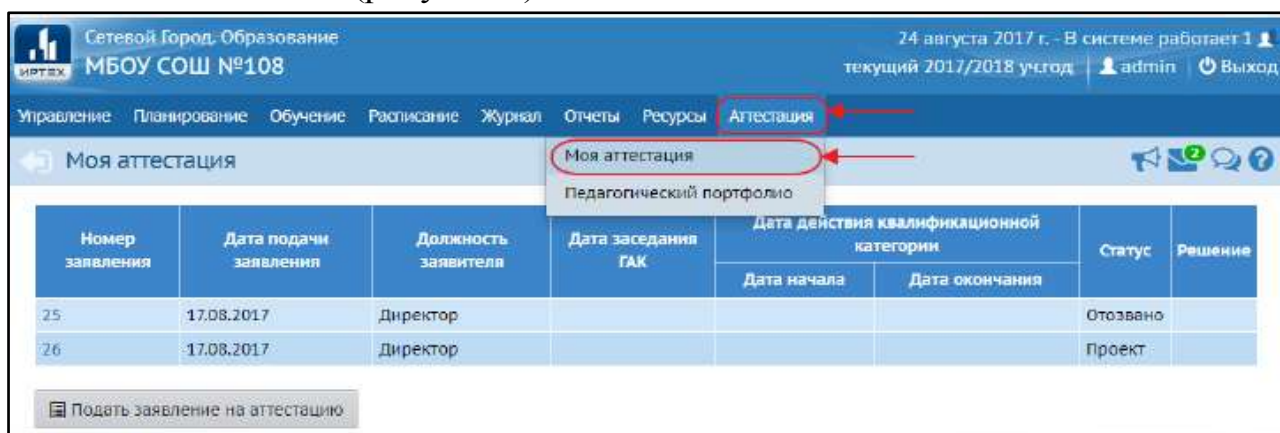 Сетевой Город. Образование
24 августа 2017 г. - В системе работает 1
ИРТЕХ
МБОУ СОШ №108
текущий 2017/2018 уч.год
admin
Выход
Управление Планирование Обучение Расписание Журнал Отчеты Ресурсы Аттестация
Моя аттестация
Моя аттестация
2
Педагогический портфолио
Номер заявления
Дата подачи заявления
Должность заявителя
Дата заседания ГАК
Дата действия квалификационной категории
Статус
Решение
Дата начала
Дата окончания
25 17.08.2017 Директор Отозвано
26 17.08.2017 Директор Проект
Подать заявление на аттестацию